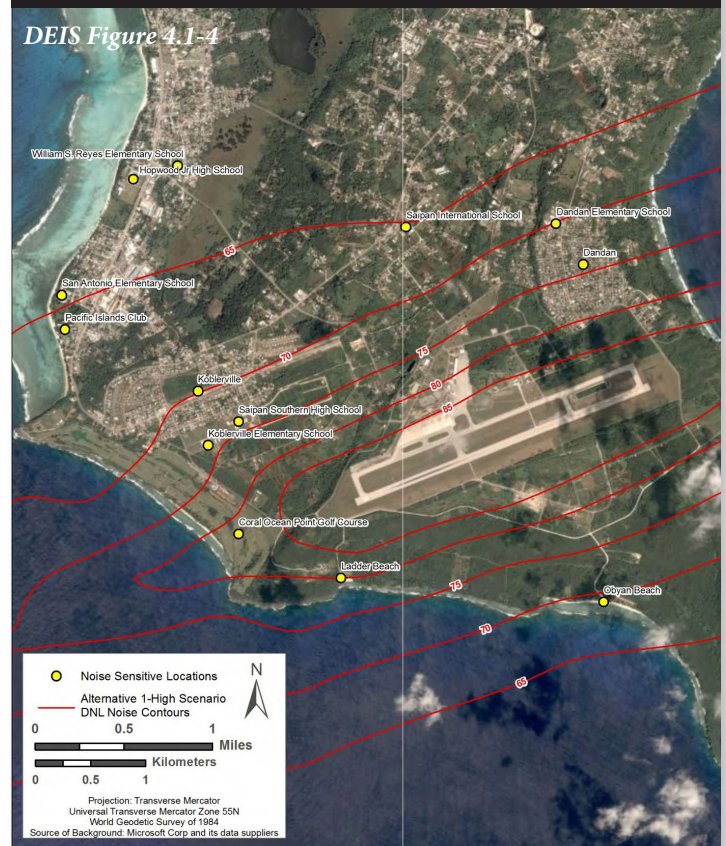 DEIS Figure 4.1-4
William S. Reyes Elementary School
Hopwood Jr High School
Saipan International School
Dandan Elementary School
65
Dandan
San Antonio Elementary School
Pacific Islands Club
75
70
80
Koblerville
85
Saipan Southern High School
Koblerville Elementary School
Coral Ocean Point Golf Course
Ladder Beach
75
Obyan Beach
70
65
Noise Sensitive Locations
N
Alternative 1-High Scenario
DNL Noise Contours
0 0.5 1
Miles
Kilometers
0 0.5 1
Projection: Transverse Mercator
Universal Transverse Mercator Zone 55N
World Geodetic Survey of 1984
Source of Background: Microsoft Corp and its data suppliers